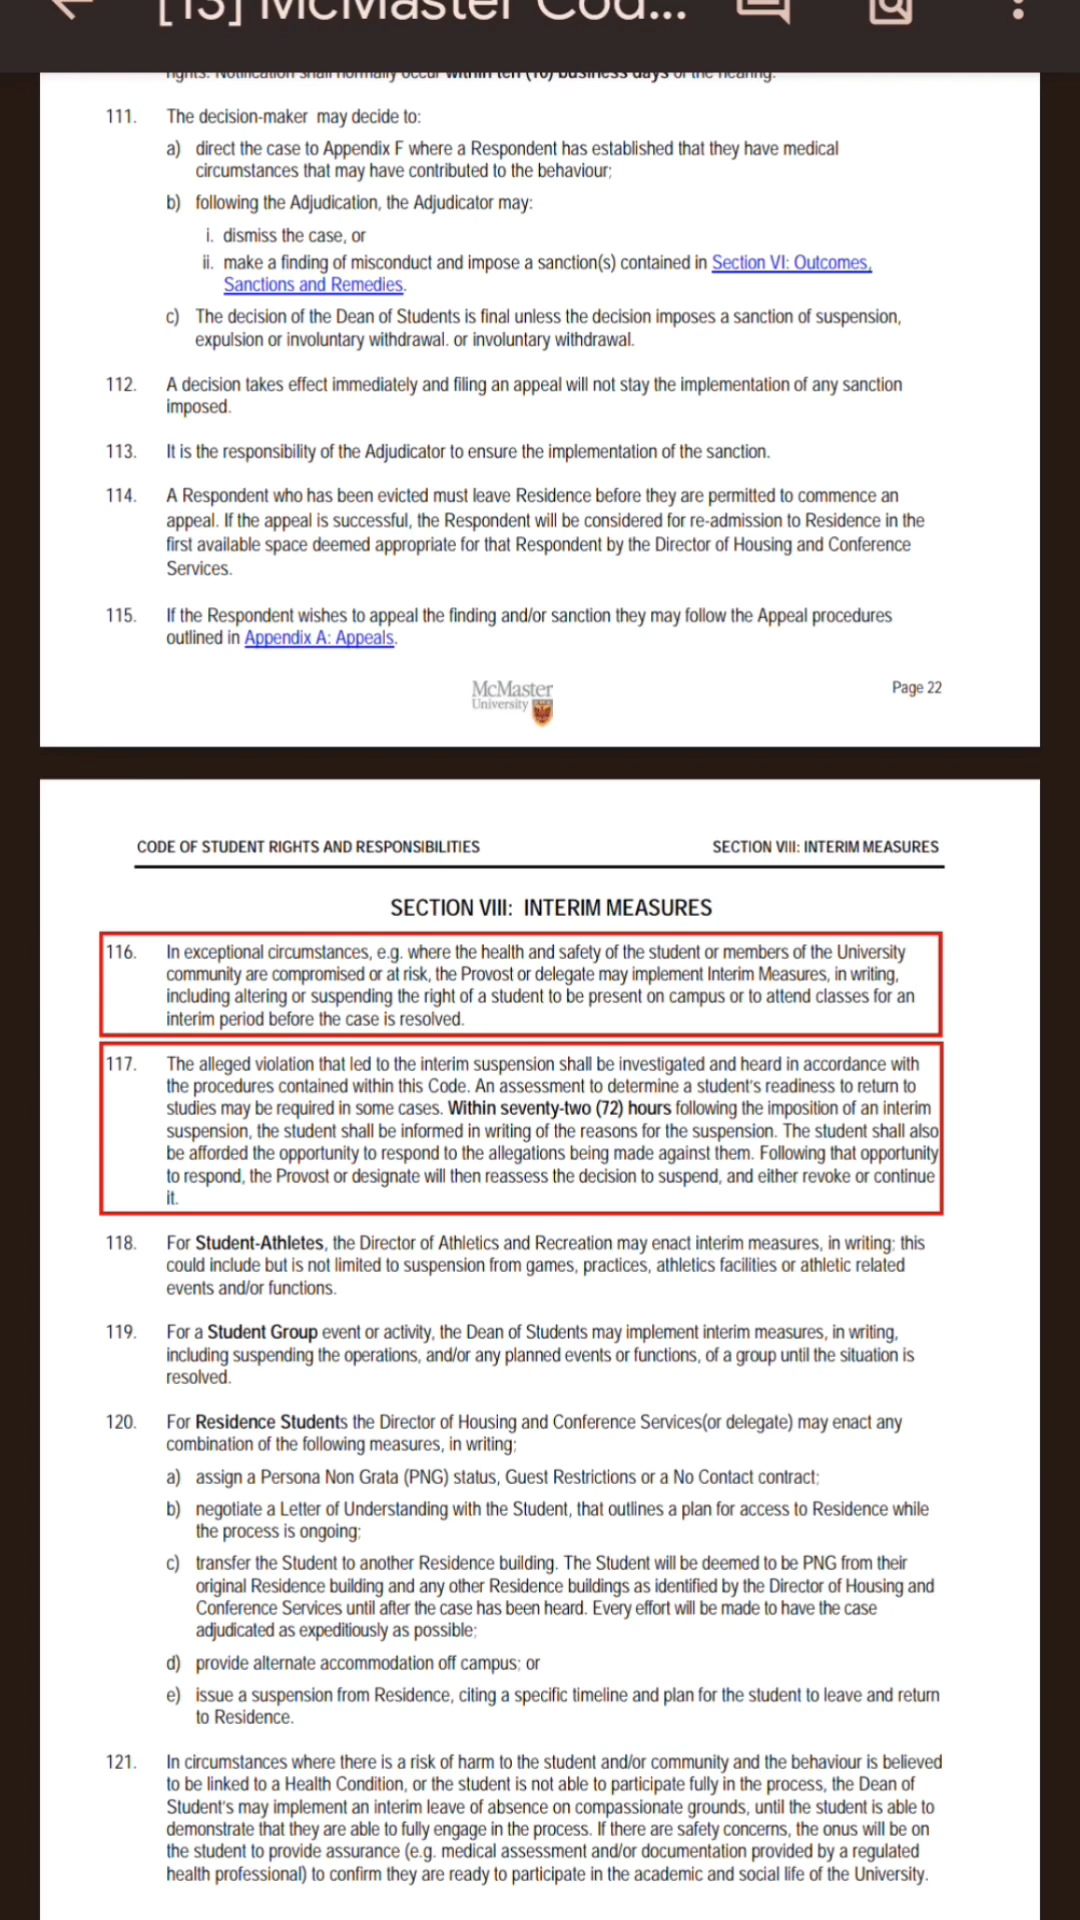 [13] McMaster Cod...
rights. Notification shall normally occur within ten (10) business days of the hearing.
111. The decision-maker may decide to:
a) direct the case to Appendix F where a Respondent has established that they have medical
circumstances that may have contributed to the behaviour;
b) following the Adjudication, the Adjudicator may:
i. dismiss the case, or
ii. make a finding of misconduct and impose a sanction(s) contained in Section VI: Outcomes,
Sanctions and Remedies.
c) The decision of the Dean of Students is final unless the decision imposes a sanction of suspension,
expulsion or involuntary withdrawal. or involuntary withdrawal.
112. A decision takes effect immediately and filing an appeal will not stay the implementation of any sanction
imposed.
113. It is the responsibility of the Adjudicator to ensure the implementation of the sanction.
114. A Respondent who has been evicted must leave Residence before they are permitted to commence an
appeal. If the appeal is successful, the Respondent will be considered for re-admission to Residence in the
first available space deemed appropriate for that Respondent by the Director of Housing and Conference
Services.
115. If the Respondent wishes to appeal the finding and/or sanction they may follow the Appeal procedures
outlined in Appendix A: Appeals.
McMaster
University
Page 22
CODE OF STUDENT RIGHTS AND RESPONSIBILITIES SECTION VIII: INTERIM MEASURES
SECTION VIII: INTERIM MEASURES
116. In exceptional circumstances, e.g. where the health and safety of the student or members of the University
community are compromised or at risk, the Provost or delegate may implement Interim Measures, in writing,
including altering or suspending the right of a student to be present on campus or to attend classes for an
interim period before the case is resolved.
117. The alleged violation that led to the interim suspension shall be investigated and heard in accordance with
the procedures contained within this Code. An assessment to determine a student's readiness to return to
studies may be required in some cases. Within seventy-two (72) hours following the imposition of an interim
suspension, the student shall be informed in writing of the reasons for the suspension. The student shall also
be afforded the opportunity to respond to the allegations being made against them. Following that opportunity
to respond, the Provost or designate will then reassess the decision to suspend, and either revoke or continue
it.
118. For Student-Athletes, the Director of Athletics and Recreation may enact interim measures, in writing; this
could include but is not limited to suspension from games, practices, athletics facilities or athletic related
events and/or functions.
119. For a Student Group event or activity, the Dean of Students may implement interim measures, in writing,
including suspending the operations, and/or any planned events or functions, of a group until the situation is
resolved.
120. For Residence Students the Director of Housing and Conference Services(or delegate) may enact any
combination of the following measures, in writing;
a) assign a Persona Non Grata (PNG) status, Guest Restrictions or a No Contact contract;
b) negotiate a Letter of Understanding with the Student, that outlines a plan for access to Residence while
the process is ongoing;
c) transfer the Student to another Residence building. The Student will be deemed to be PNG from their
original Residence building and any other Residence buildings as identified by the Director of Housing and
Conference Services until after the case has been heard. Every effort will be made to have the case
adjudicated as expeditiously as possible;
d) provide alternate accommodation off campus; or
e) issue a suspension from Residence, citing a specific timeline and plan for the student to leave and return
to Residence.
121. In circumstances where there is a risk of harm to the student and/or community and the behaviour is believed
to be linked to a Health Condition, or the student is not able to participate fully in the process, the Dean of
Student's may implement an interim leave of absence on compassionate grounds, until the student is able to
demonstrate that they are able to fully engage in the process. If there are safety concerns, the onus will be on
the student to provide assurance (e.g. medical assessment and/or documentation provided by a regulated
health professional) to confirm they are ready to participate in the academic and social life of the University.